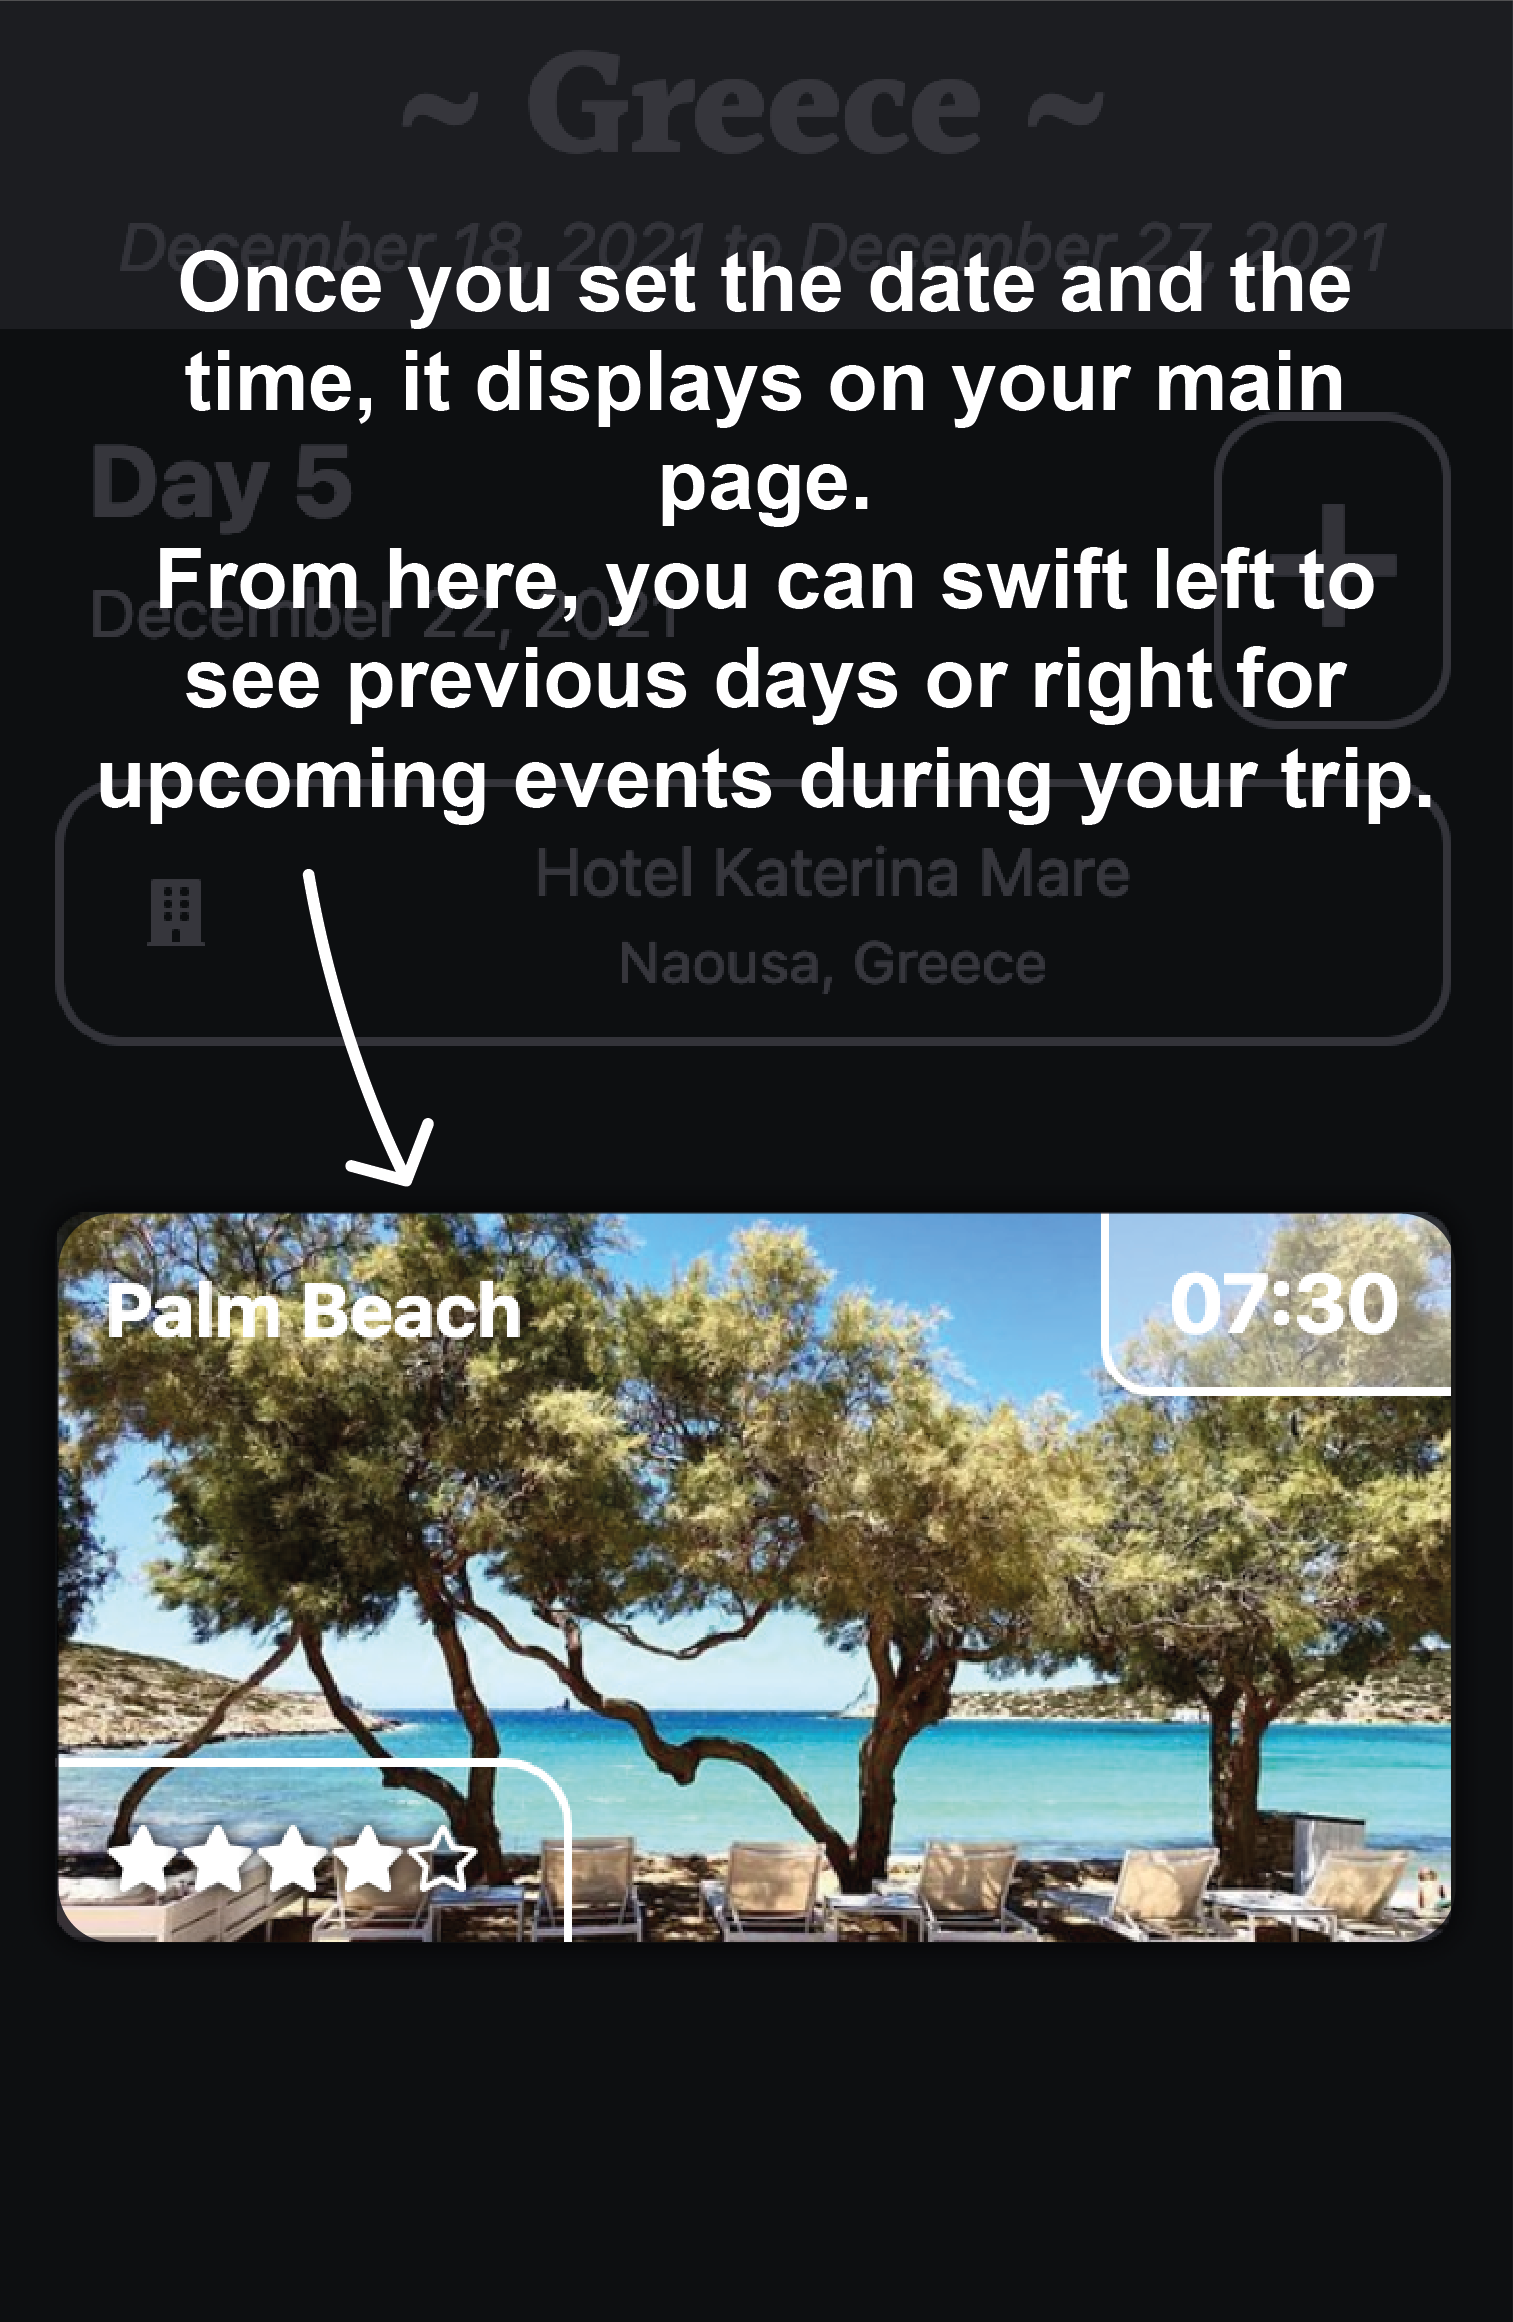 ~ Greece ~
December 18, 2021 to December 27, 2021
Once you set the date and the
time, it displays on your main
page.
Day 5
From here, you can swift left to
December 22, 2021
see previous days or right for
upcoming events during your trip.
Hotel Katerina Mare
Naousa, Greece
Palm Beach
07:30